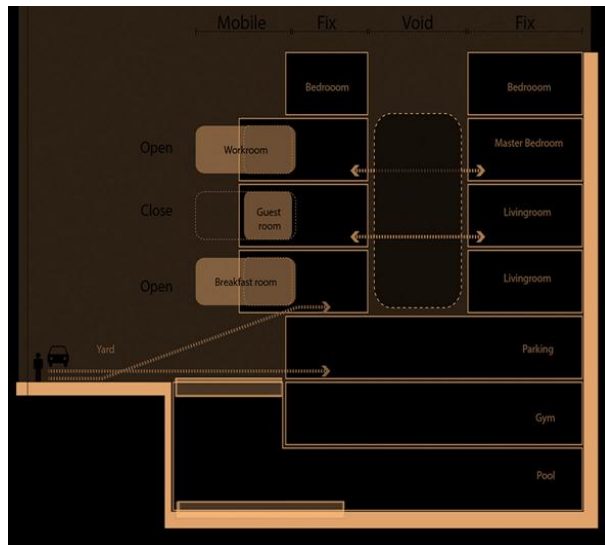 Mobile Fix Void Fix
Bedrooom Bedrooom
Open Workroom Master Bedroom
Close Guest room Livingroom
Open Breakfast room Livingroom
Yard Parking
Gym
Pool